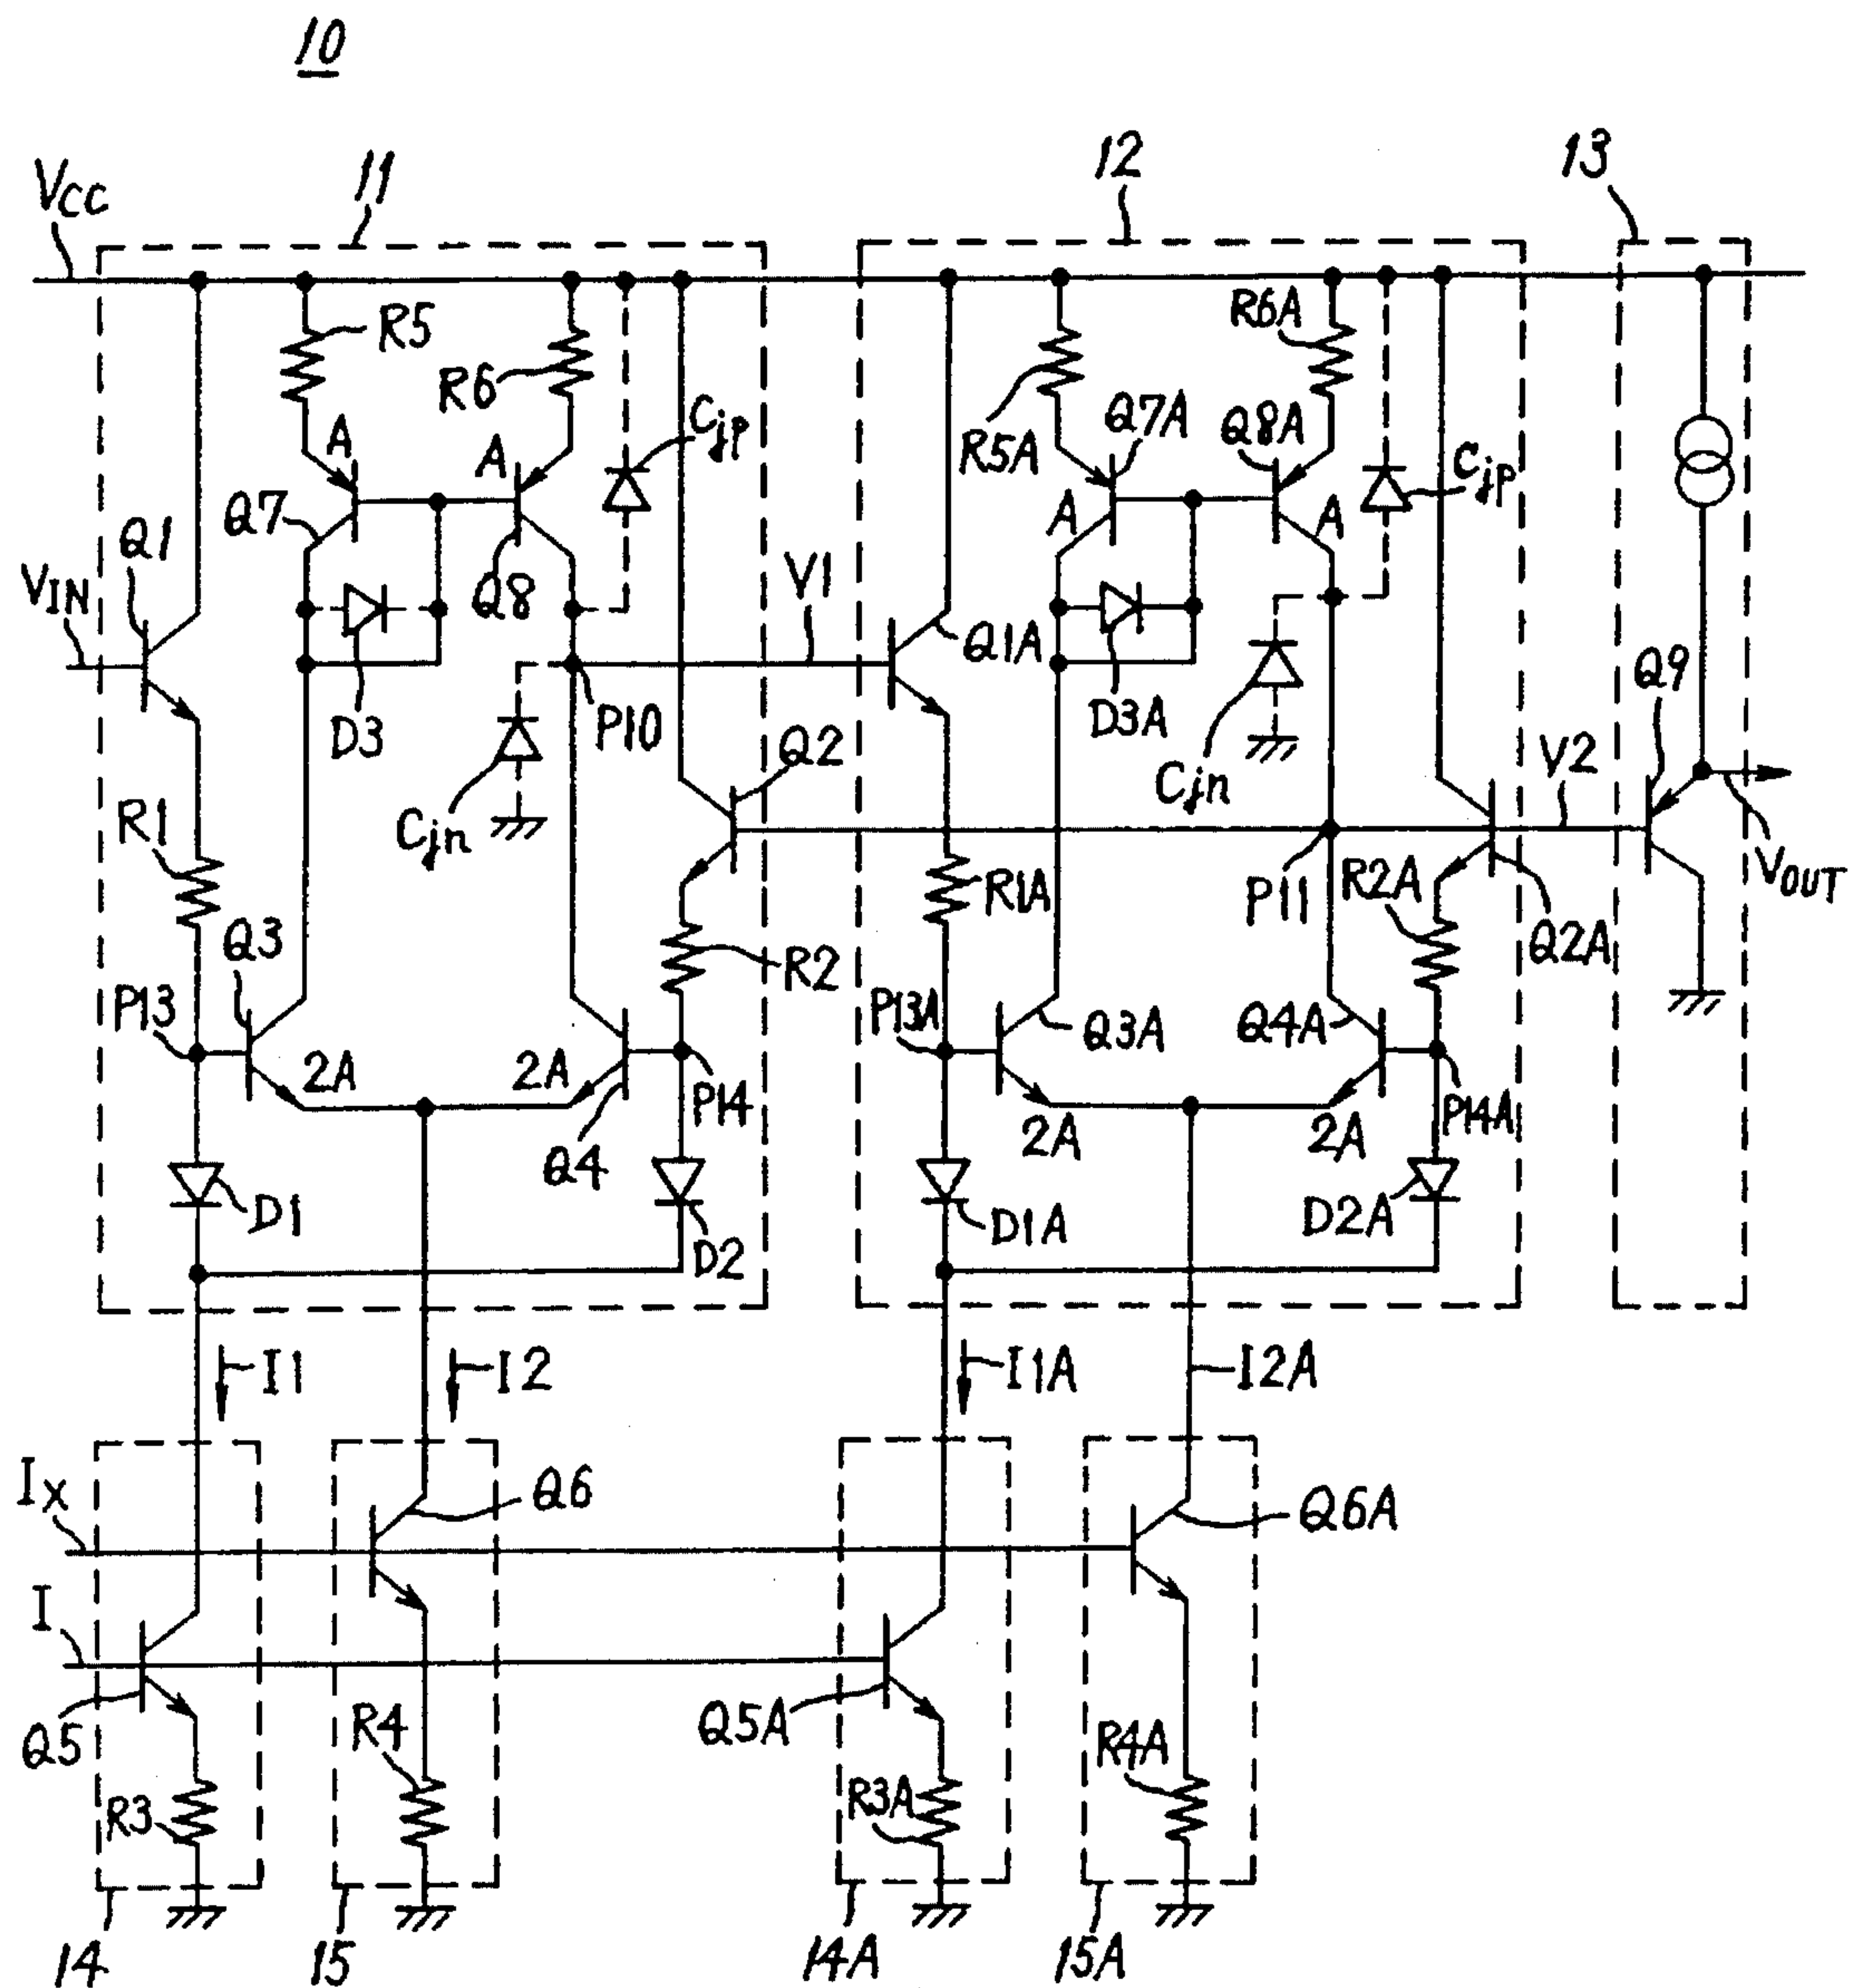 10
11
12
13
Vcc
R5
R6
R6A
R5A
A
A
Cjp
Q7A
Q8A
Cjp
Q7
Q8
A
A
Q1
VIN
V1
Q1A
D3
P10
D3A
Q9
Cjn
Q2
Cjn
V2
R1
R1A
P11
R2A
VOUT
Q3
R2
Q2A
P13
P13A
Q3A
Q4A
2A
2A
P14
P14A
Q4
2A
2A
D1
D2
D1A
D2A
I1
I2
I1A
I2A
Ix
Q6
Q6A
I
Q5
R4
Q5A
R4A
R3
R3A
14
15
14A
15A